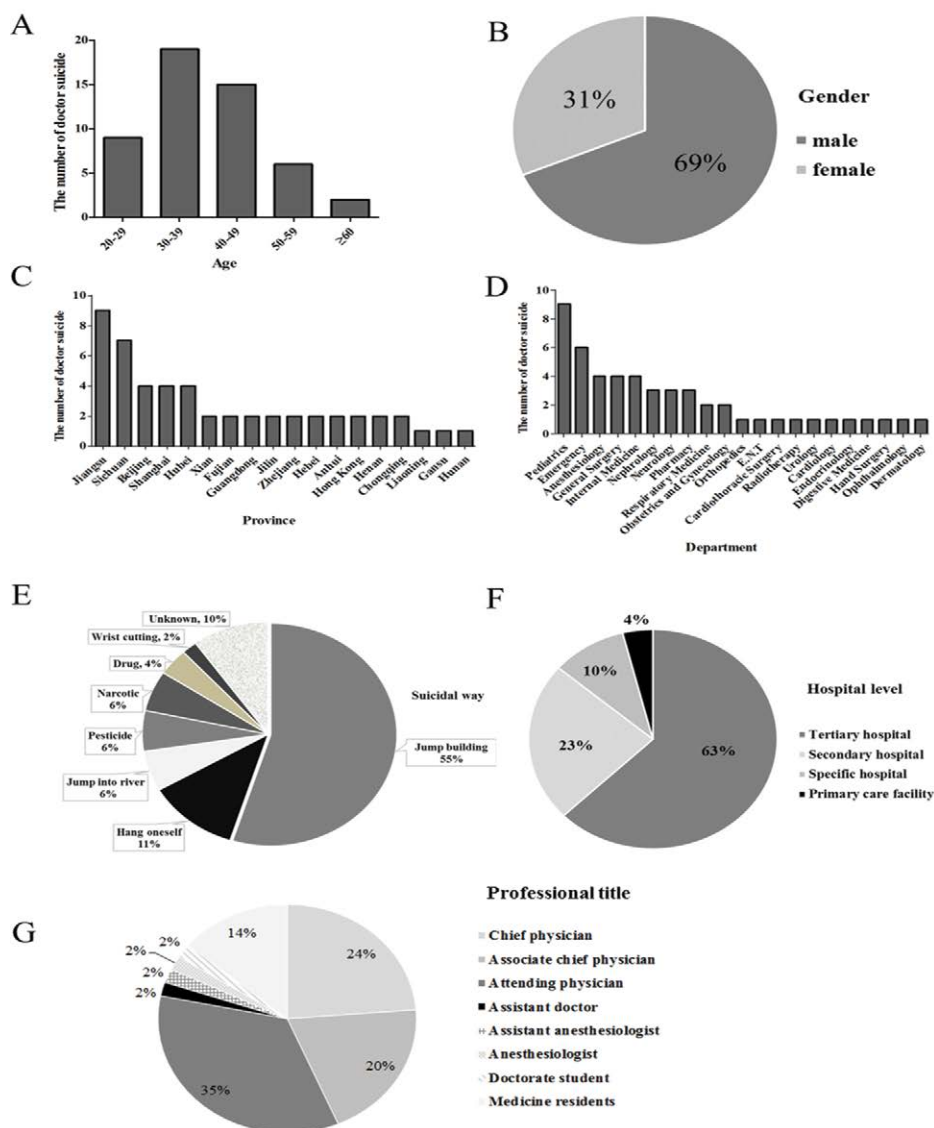 A
The number of doctor suicide
20
15
10
5
0
20-29
30-39
40-49
50-59
≥60
Age
B
31%
69%
Gender
male
female
C
The number of doctor suicide
10
8
6
4
2
0
Jiangsu
Sichuan
Beijing
Shanghai
Hubei
Xian
Fujian
Guangdong
Jilin
Zhejiang
Hebei
Anhui
Hong Kong
Henan
Chongqing
Liaoning
Gansu
Hunan
Province
D
The number of doctor suicide
10
8
6
4
2
0
Pediatrics
Emergency
Anesthesiology
General Surgery
Internal Medicine
Nephrology
Neurology
Pharmacy
Respiratory Medicine
Obstetrics and Gynecology
Orthopedics
E.N.T
Cardiothoracic Surgery
Radiotherapy
Urology
Cardiology
Endocrinology
Digestive Medicine
Hand Surgery
Ophthalmology
Dermatology
Department
E
Unknown, 10%
Wrist cutting, 2%
Drug, 4%
Narcotic
6%
Pesticide
6%
Jump into river
6%
Hang oneself
11%
Suicidal way
Jump building
55%
F
4%
10%
23%
63%
Hospital level
Tertiary hospital
Secondary hospital
Specific hospital
Primary care facility
G
14%
24%
20%
35%
2%
2%
2%
2%
Professional title
Chief physician
Associate chief physician
Attending physician
Assistant doctor
Assistant anesthesiologist
Anesthesiologist
Doctorate student
Medicine residents